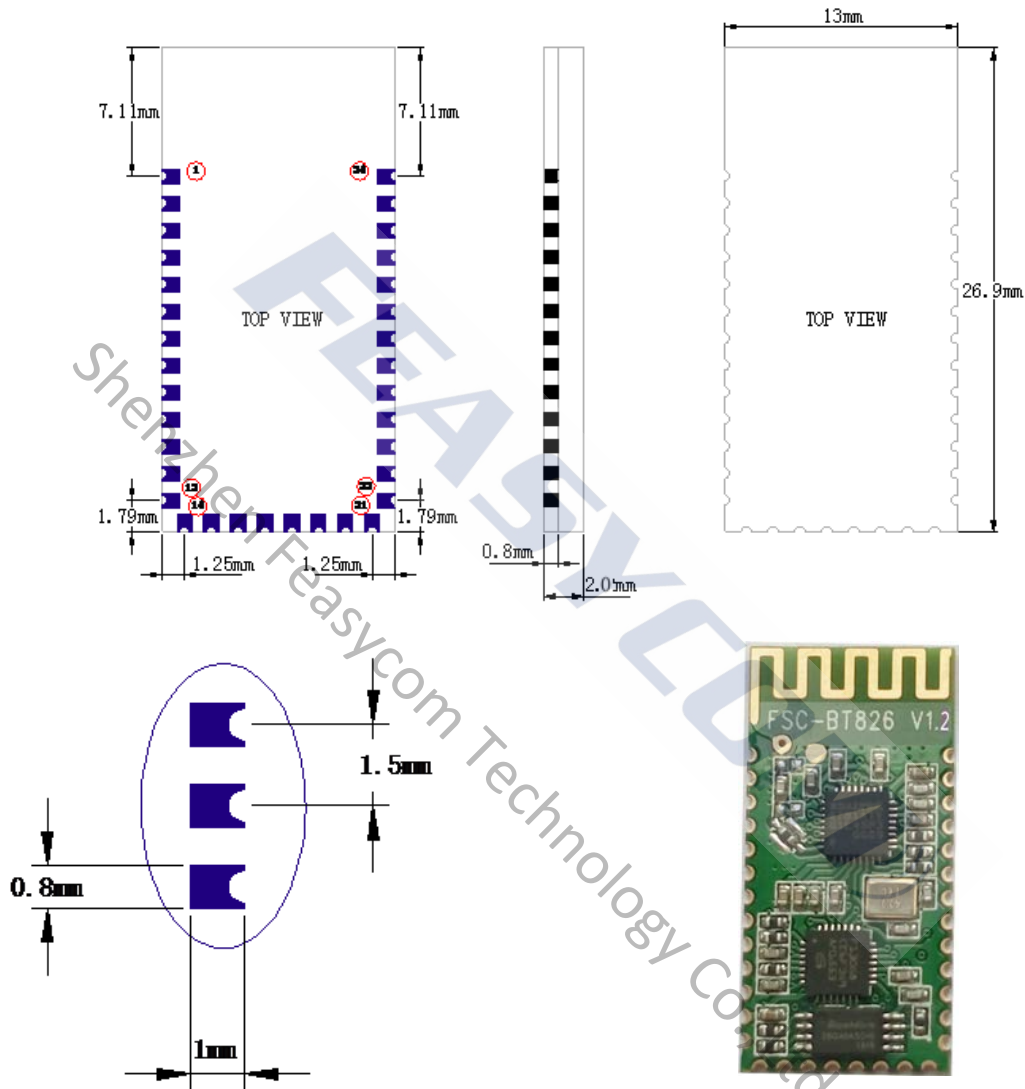 13mm
7.11mm
7.11mm
1
34
26.9mm
TOP VIEW
TOP VIEW
13
14
22
21
1.79mm
1.79mm
1.25mm
1.25mm
0.8mm
2.0mm
FEASYCOM
Shenzhen Feasycom Technology Co.,Ltd
1.5mm
0.8mm
1mm
FSC-BT826 V1.2